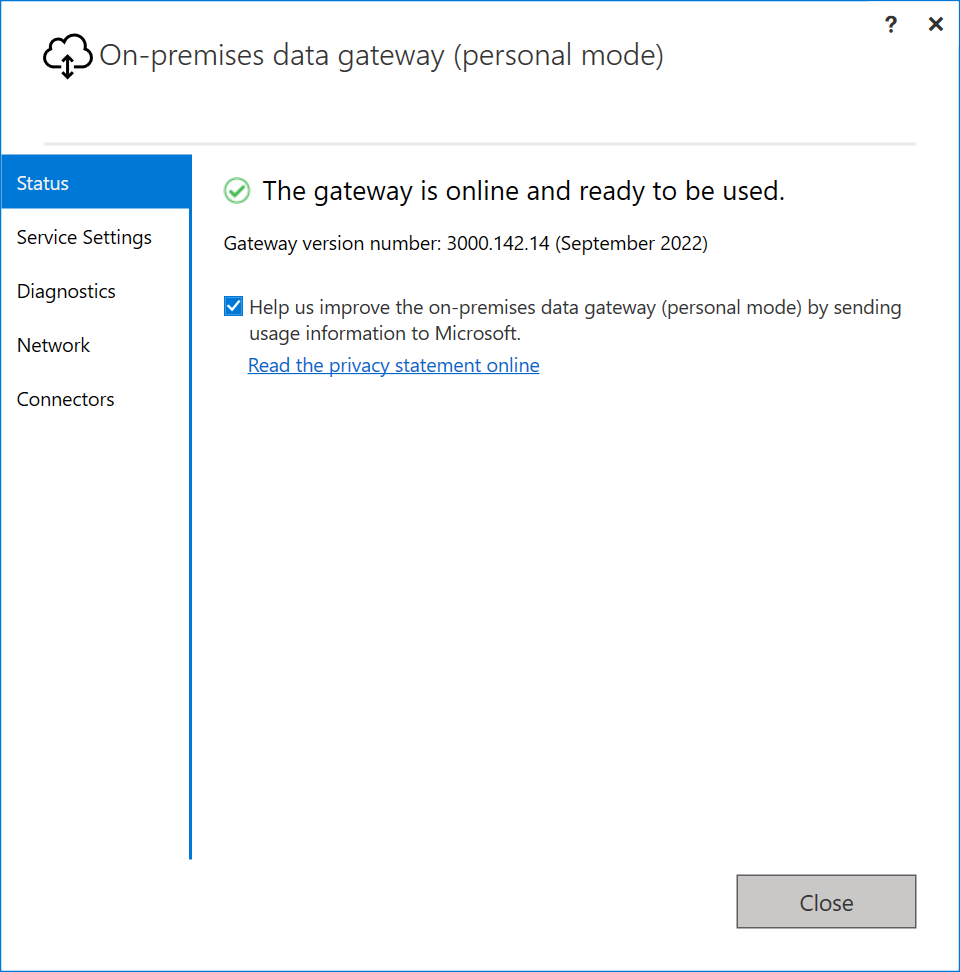 ? ×
On-premises data gateway (personal mode)
Status
Service Settings
Diagnostics
Network
Connectors
The gateway is online and ready to be used.
Gateway version number: 3000.142.14 (September 2022)
Help us improve the on-premises data gateway (personal mode) by sending
usage information to Microsoft.
Read the privacy statement online
Close